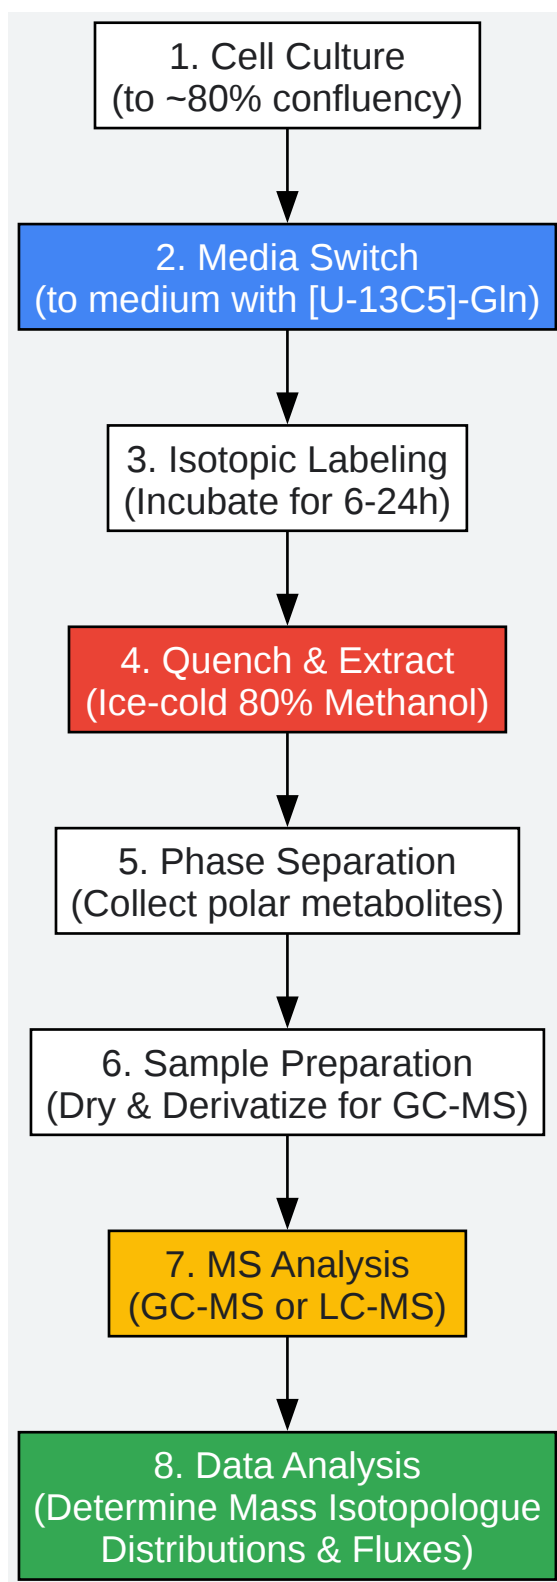 1. Cell Culture
(to ~80% confluency)
2. Media Switch
(to medium with [U-13C5]-Gln)
3. Isotopic Labeling
(Incubate for 6-24h)
4. Quench & Extract
(Ice-cold 80% Methanol)
5. Phase Separation
(Collect polar metabolites)
6. Sample Preparation
(Dry & Derivatize for GC-MS)
7. MS Analysis
(GC-MS or LC-MS)
8. Data Analysis
(Determine Mass Isotopologue
Distributions & Fluxes)